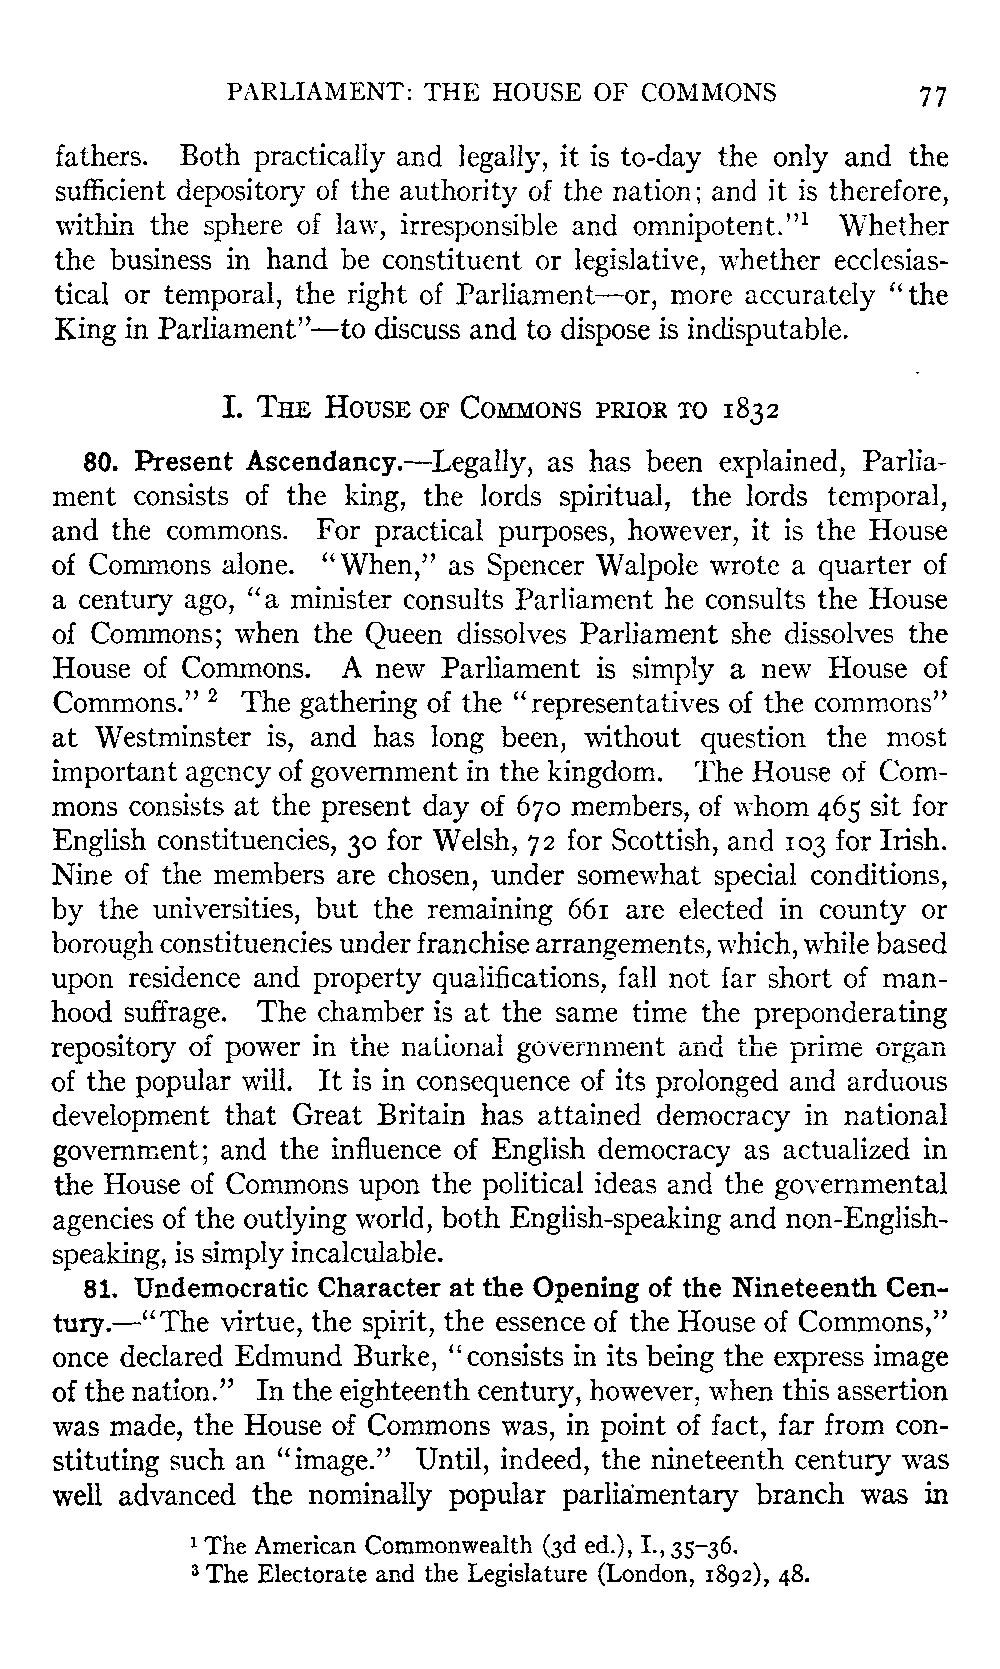 PARLIAMENT: THE HOUSE OF COMMONS 77
fathers. Both practically and legally, it is to-day the only and the
sufficient depository of the authority of the nation; and it is therefore,
within the sphere of law, irresponsible and omnipotent."¹ Whether
the business in hand be constituent or legislative, whether ecclesias-
tical or temporal, the right of Parliament—or, more accurately "the
King in Parliament"—to discuss and to dispose is indisputable.
I. THE HOUSE OF COMMONS PRIOR TO 1832
80. Present Ascendancy.—Legally, as has been explained, Parlia-
ment consists of the king, the lords spiritual, the lords temporal,
and the commons. For practical purposes, however, it is the House
of Commons alone. "When," as Spencer Walpole wrote a quarter of
a century ago, "a minister consults Parliament he consults the House
of Commons; when the Queen dissolves Parliament she dissolves the
House of Commons. A new Parliament is simply a new House of
Commons." ² The gathering of the "representatives of the commons"
at Westminster is, and has long been, without question the most
important agency of government in the kingdom. The House of Com-
mons consists at the present day of 670 members, of whom 465 sit for
English constituencies, 30 for Welsh, 72 for Scottish, and 103 for Irish.
Nine of the members are chosen, under somewhat special conditions,
by the universities, but the remaining 661 are elected in county or
borough constituencies under franchise arrangements, which, while based
upon residence and property qualifications, fall not far short of man-
hood suffrage. The chamber is at the same time the preponderating
repository of power in the national government and the prime organ
of the popular will. It is in consequence of its prolonged and arduous
development that Great Britain has attained democracy in national
government; and the influence of English democracy as actualized in
the House of Commons upon the political ideas and the governmental
agencies of the outlying world, both English-speaking and non-English-
speaking, is simply incalculable.
81. Undemocratic Character at the Opening of the Nineteenth Cen-
tury.—"The virtue, the spirit, the essence of the House of Commons,"
once declared Edmund Burke, "consists in its being the express image
of the nation." In the eighteenth century, however, when this assertion
was made, the House of Commons was, in point of fact, far from con-
stituting such an "image." Until, indeed, the nineteenth century was
well advanced the nominally popular parliamentary branch was in
¹ The American Commonwealth (3d ed.), I., 35–36.
³ The Electorate and the Legislature (London, 1892), 48.